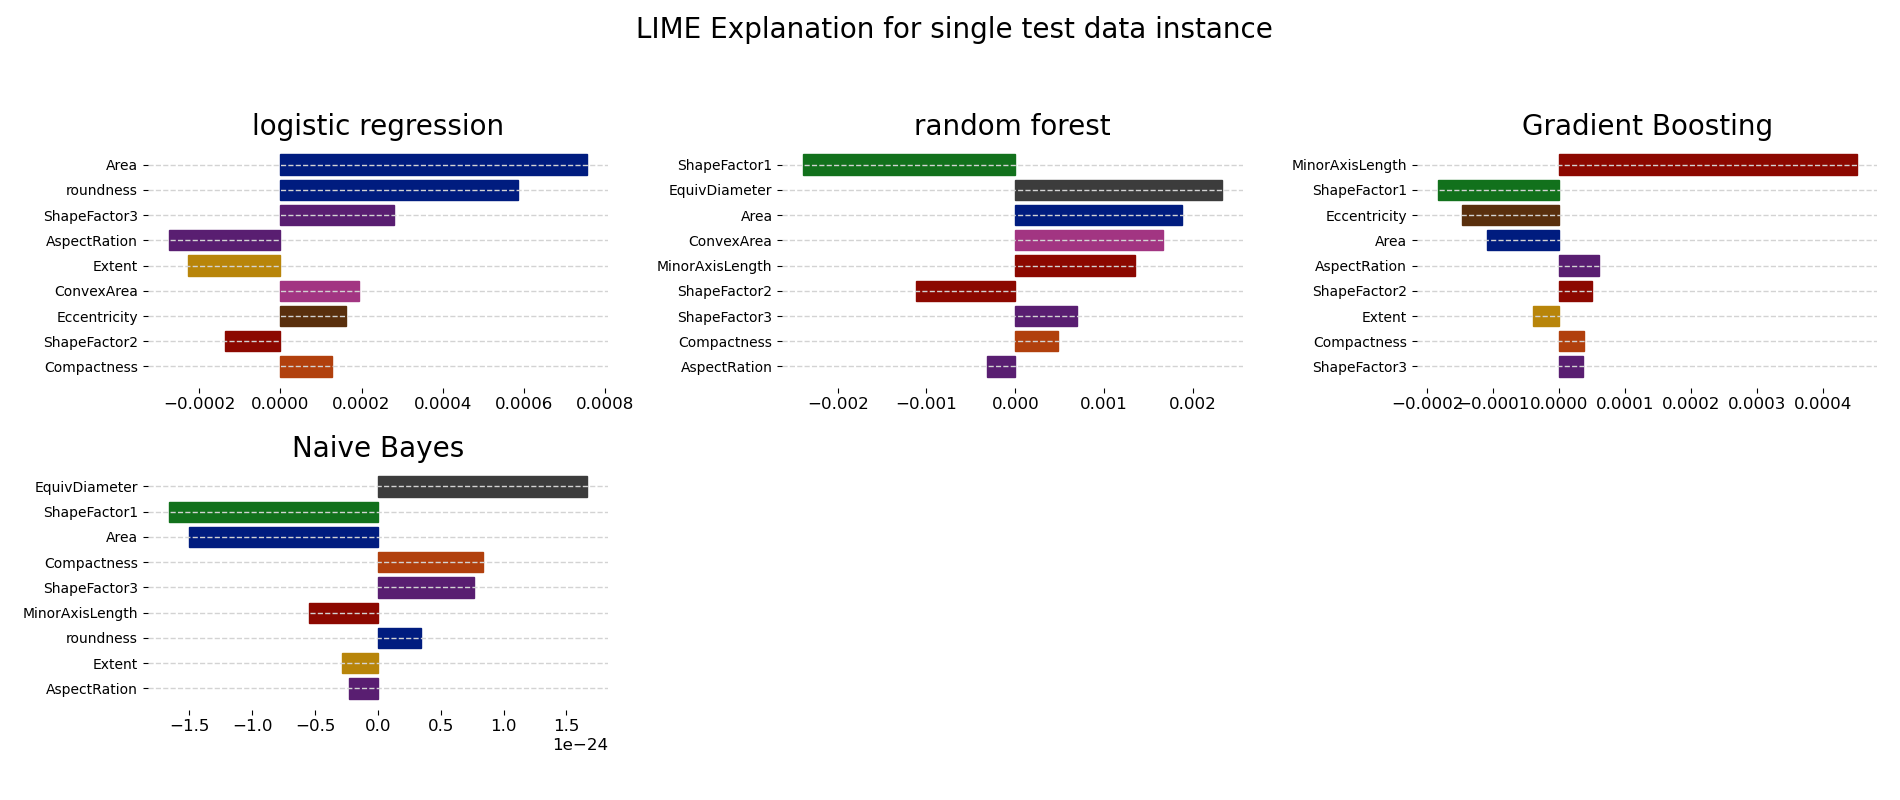 LIME Explanation for single test data instance
logistic regression
Area
roundness
ShapeFactor3
AspectRation
Extent
ConvexArea
Eccentricity
ShapeFactor2
Compactness
−0.0002 0.0000 0.0002 0.0004 0.0006 0.0008
random forest
ShapeFactor1
EquivDiameter
Area
ConvexArea
MinorAxisLength
ShapeFactor2
ShapeFactor3
Compactness
AspectRation
−0.002 −0.001 0.000 0.001 0.002
Gradient Boosting
MinorAxisLength
ShapeFactor1
Eccentricity
Area
AspectRation
ShapeFactor2
Extent
Compactness
ShapeFactor3
−0.0002 −0.0001 0.0000 0.0001 0.0002 0.0003 0.0004
Naive Bayes
EquivDiameter
ShapeFactor1
Area
Compactness
ShapeFactor3
MinorAxisLength
roundness
Extent
AspectRation
−1.5 −1.0 −0.5 0.0 0.5 1.0 1.5
1e−24